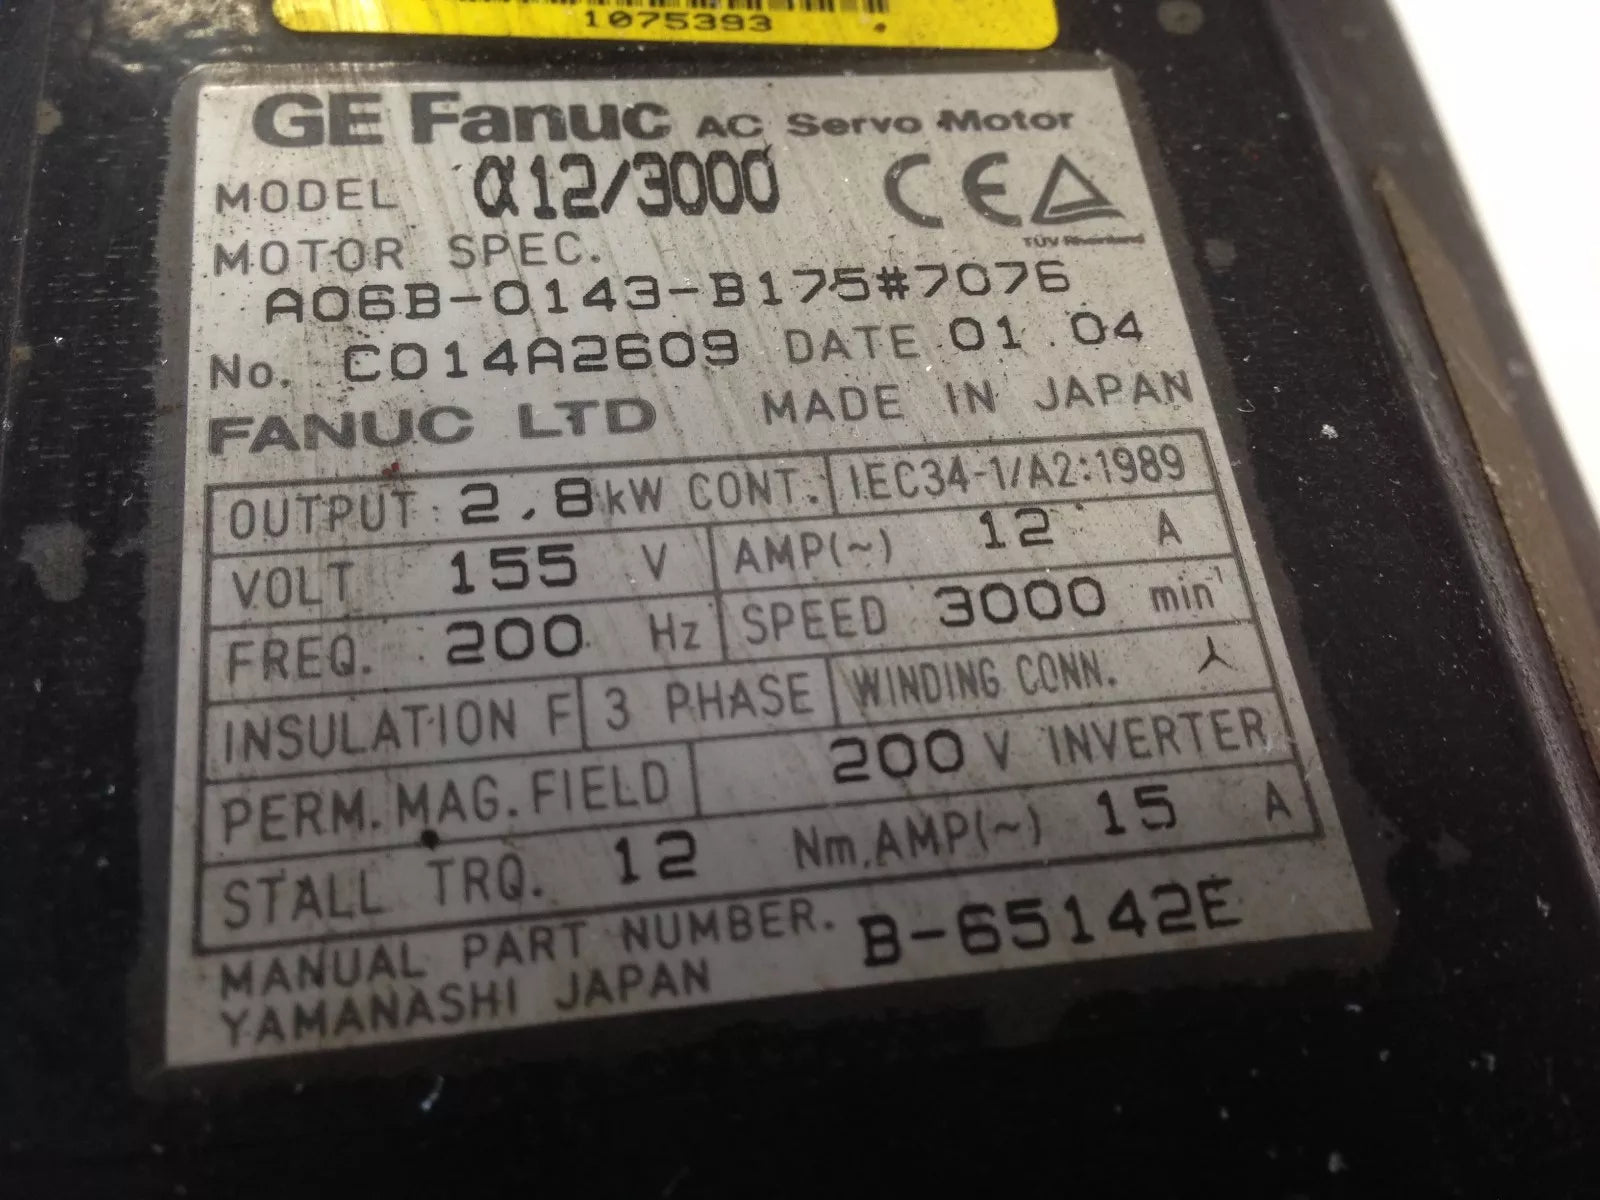 1075393
GE Fanuc AC Servo Motor
MODEL α12/3000 CE
TÜV Rheinland
MOTOR SPEC.
A06B-0143-B175#7076
No. C014A2609 DATE 01.04
FANUC LTD MADE IN JAPAN
OUTPUT 2.8 kW CONT. IEC34-1/A2:1989
VOLT 155 V AMP(~) 12 A
FREQ. 200 Hz SPEED 3000 min⁻¹
INSULATION F 3 PHASE WINDING CONN. Y
PERM. MAG. FIELD 200 V INVERTER
STALL TRQ. 12 Nm, AMP(~) 15 A
MANUAL PART NUMBER. B-65142E
YAMANASHI JAPAN